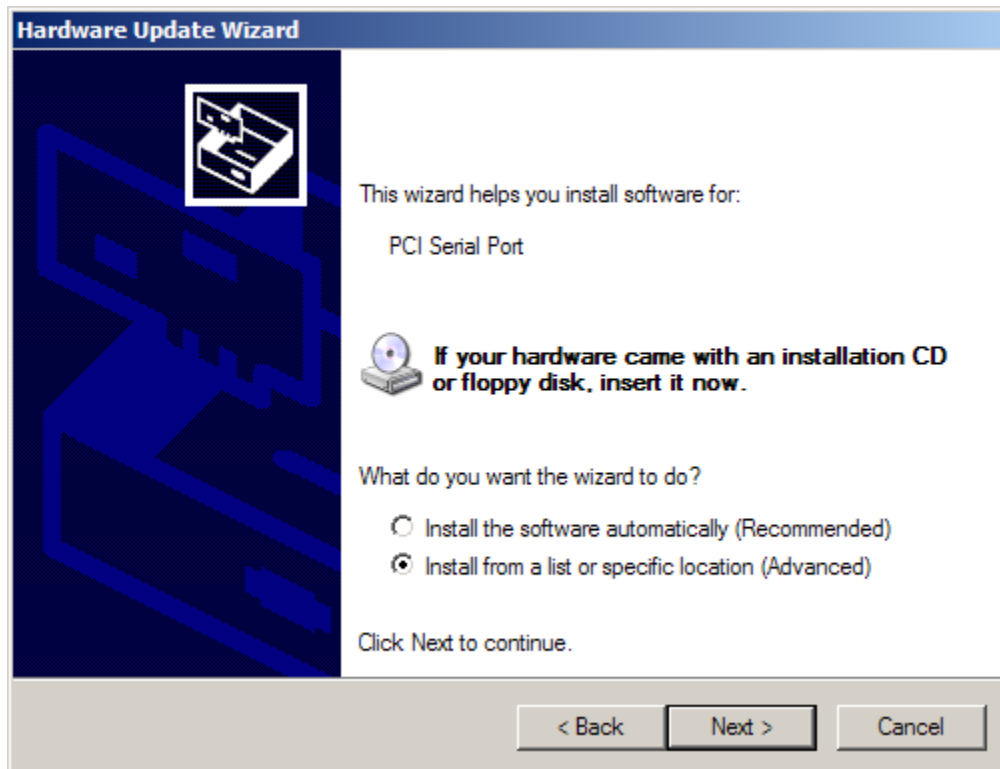 Hardware Update Wizard
This wizard helps you install software for:
PCI Serial Port
If your hardware came with an installation CD
or floppy disk, insert it now.
What do you want the wizard to do?
Install the software automatically (Recommended)
Install from a list or specific location (Advanced)
Click Next to continue.
< Back Next > Cancel